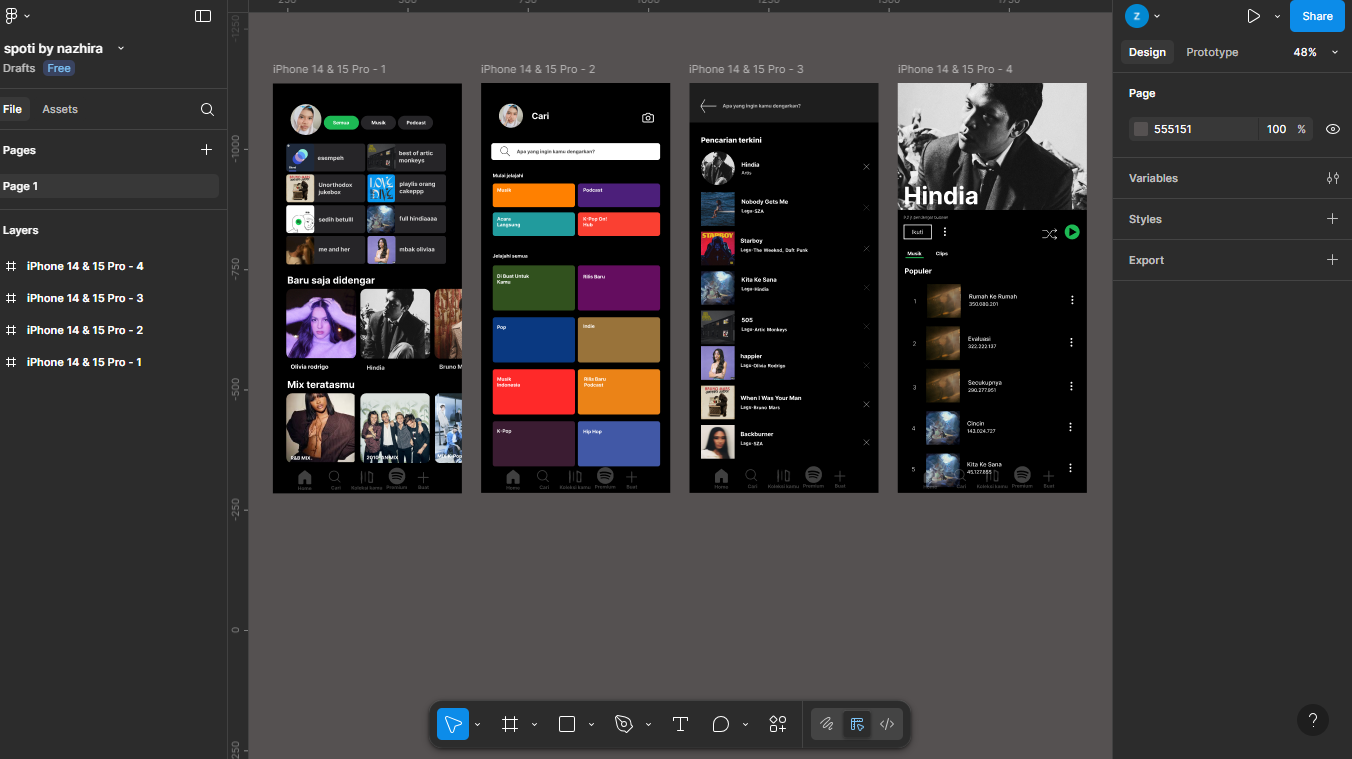 250
500
750
1000
1250
1500
1750
Z
Share
spoti by nazhira
Drafts
Free
Design
Prototype
48%
File
Assets
Page
555151
100
%
Pages
Page 1
Variables
Styles
Export
Layers
iPhone 14 & 15 Pro - 4
iPhone 14 & 15 Pro - 3
iPhone 14 & 15 Pro - 2
iPhone 14 & 15 Pro - 1
-1250
-1000
-750
-500
-250
0
250
iPhone 14 & 15 Pro - 1
Semua
Musik
Podcast
esempeh
best of artic
monkeys
Unorthodox
jukebox
playlis orang
cakeppp
sedih betulll
full hindiaaaa
me and her
mbak oliviaa
Baru saja didengar
Olivia rodrigo
Hindia
Bruno M
Mix teratasmu
R&B MIX.
Home
Cari
Koleksi kamu
Premium
Buat
iPhone 14 & 15 Pro - 2
Cari
Apa yang ingin kamu dengarkan?
Mulai jelajahi
Musik
Podcast
Acara
Langsung
K-Pop On!
Hub
Jelajahi semua
Di Buat Untuk
Kamu
Rilis Baru
Pop
Indie
Musik
Indonesia
Rilis Baru
Podcast
K-Pop
Hip Hop
Home
Cari
Koleksi kamu
Premium
Buat
iPhone 14 & 15 Pro - 3
Apa yang ingin kamu dengarkan?
Pencarian terkini
Hindia
Artis
Nobody Gets Me
Lagu-SZA
STARBOY
Starboy
Lagu-The Weeknd, Daft Punk
Kita Ke Sana
Lagu-Hindia
505
Lagu-Artic Monkeys
happier
Lagu-Olivia Rodrigo
When I Was Your Man
Lagu-Bruno Mars
Backburner
Lagu-SZA
Home
Cari
Koleksi kamu
Premium
Buat
iPhone 14 & 15 Pro - 4
Hindia
Ikuti
Musik
Clips
Populer
1
Rumah Ke Rumah
350.080.201
2
Evaluasi
322.222.137
3
Secukupnya
290.277.951
4
Cincin
143.024.727
5
Kita Ke Sana
45.127.855
Koleksi kamu
Premium
Buat
T
?